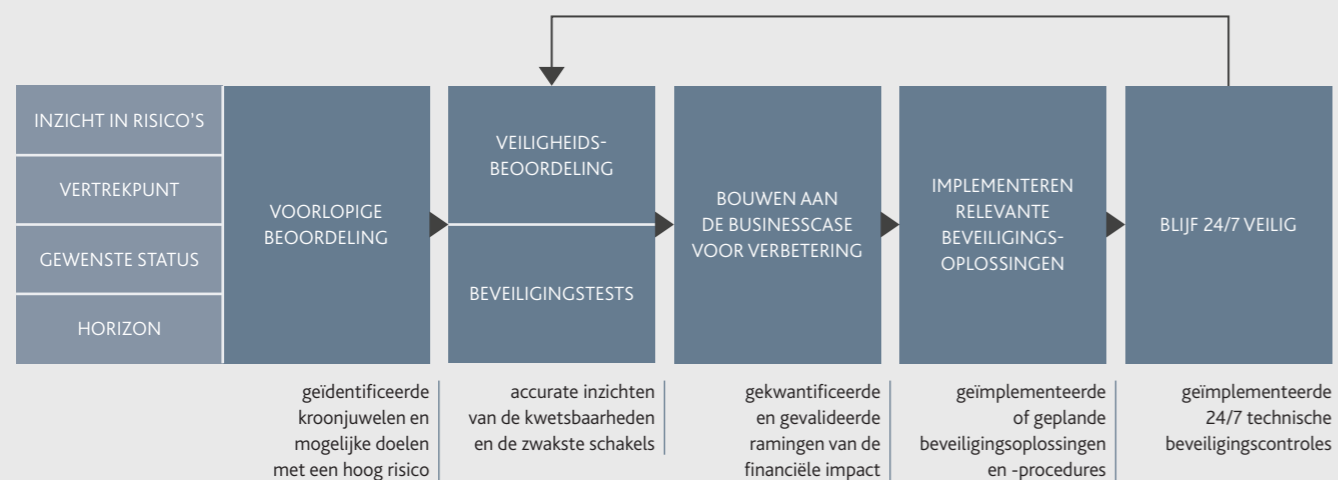 INZICHT IN RISICO'S
VERTREKPUNT
GEWENSTE STATUS
HORIZON
VOORLOPIGE
BEOORDELING
VEILIGHEIDS-
BEOORDELING
BEVEILIGINGSTESTS
BOUWEN AAN
DE BUSINESSCASE
VOOR VERBETERING
IMPLEMENTEREN
RELEVANTE
BEVEILIGINGS-
OPLOSSINGEN
BLIJF 24/7 VEILIG
geïdentificeerde
kroonjuwelen en
mogelijke doelen
met een hoog risico
accurate inzichten
van de kwetsbaarheden
en de zwakste schakels
gekwantificeerde
en gevalideerde
ramingen van de
financiële impact
geïmplementeerde
of geplande
beveiligingsoplossingen
en -procedures
geïmplementeerde
24/7 technische
beveiligingscontroles